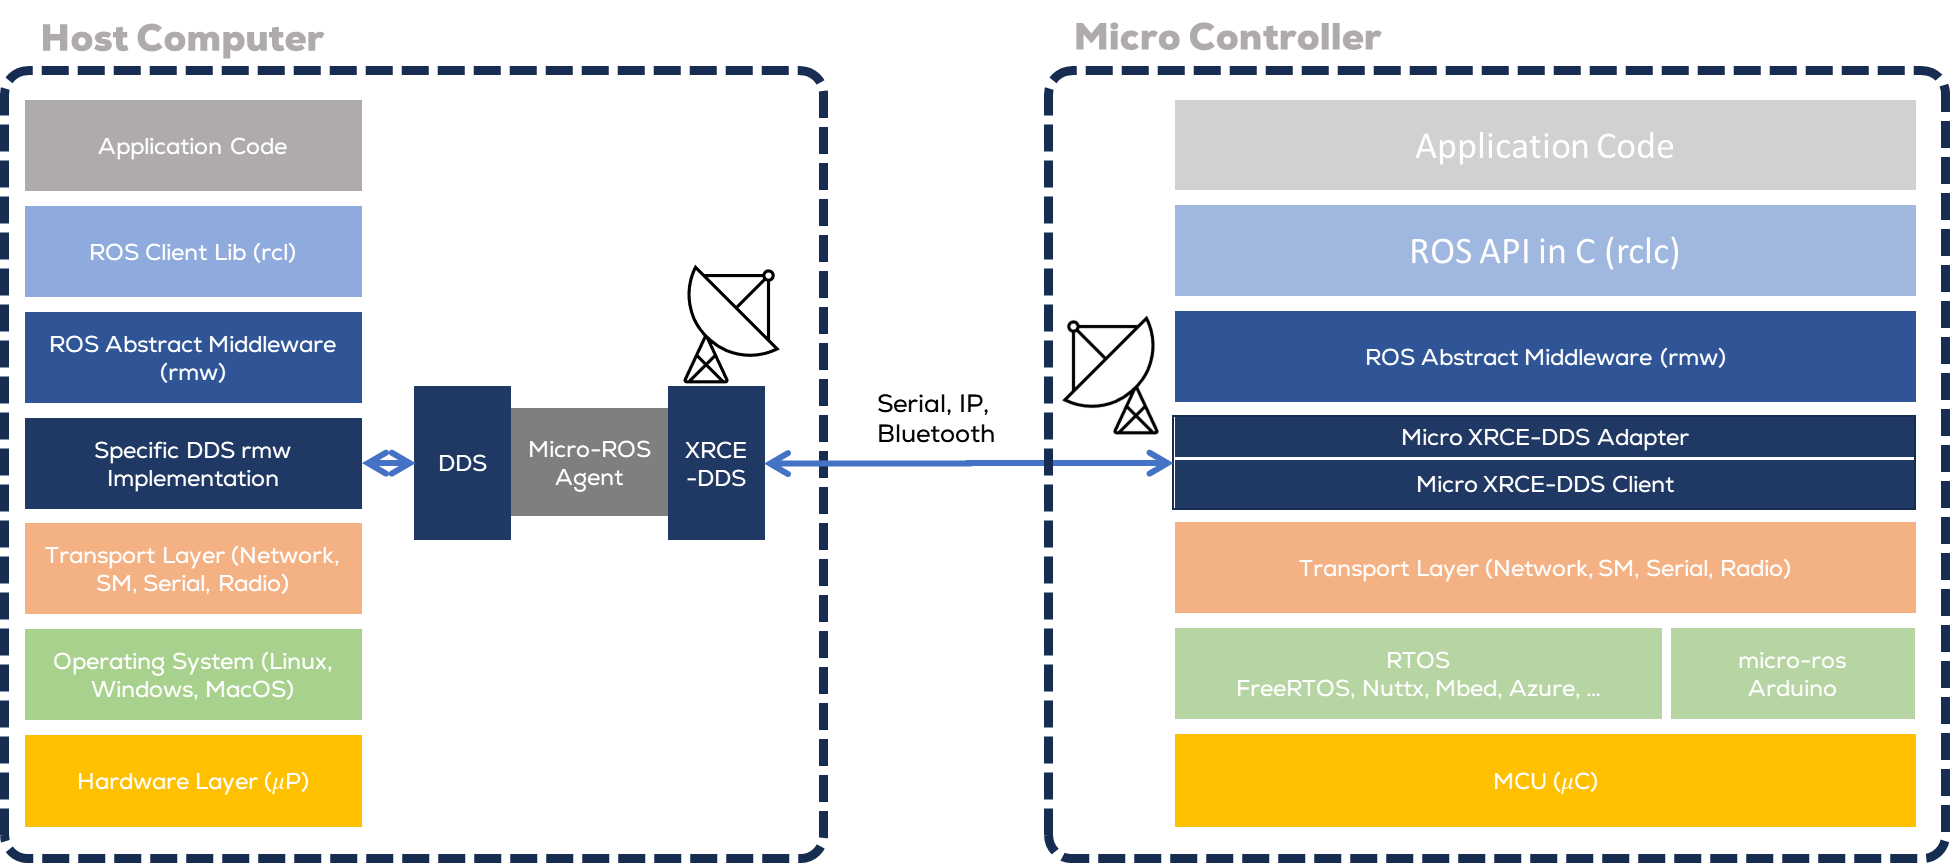 Host Computer
Application Code
ROS Client Lib (rcl)
ROS Abstract Middleware
(rmw)
Specific DDS rmw
Implementation
Transport Layer (Network,
SM, Serial, Radio)
Operating System (Linux,
Windows, MacOS)
Hardware Layer (μP)
DDS
Micro-ROS
Agent
XRCE
-DDS
Serial, IP,
Bluetooth
Micro Controller
Application Code
ROS API in C (rclc)
ROS Abstract Middleware (rmw)
Micro XRCE-DDS Adapter
Micro XRCE-DDS Client
Transport Layer (Network, SM, Serial, Radio)
RTOS
FreeRTOS, Nuttx, Mbed, Azure, ...
micro-ros
Arduino
MCU (μC)